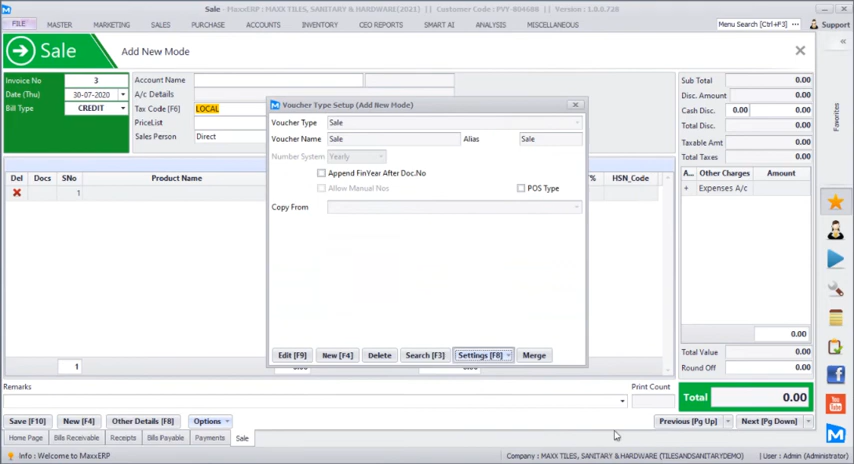 Sale - MaxxERP : MAXX TILES, SANITARY & HARDWARE(2021) || Customer Code : PVF-804688 || Version : 1.0.0.728
FILE MASTER MARKETING SALES PURCHASE ACCOUNTS INVENTORY CEO REPORTS SMART AI ANALYSIS MISCELLANEOUS Menu Search [Ctrl+F3] Support
Sale Add New Mode
Invoice No 3 Account Name Sub Total 0.00
Date (Thu) 30-07-2020 A/c Details Disc. Amount 0.00
Bill Type CREDIT Tax Code [F6] LOCAL Cash Disc. 0.00 0.00
PriceList Total Disc. 0.00
Sales Person Direct Taxable Amt 0.00
Total Taxes 0.00
Favorites
Voucher Type Setup (Add New Mode)
Voucher Type Sale
Voucher Name Sale Alias Sale
Number System Yearly
Append FinYear After Doc.No
Allow Manual Nos POS Type
Copy From
Edit [F9] New [F4] Delete Search [F3] Settings [F8] Merge
Del Docs SNo Product Name % HSN_Code A... Other Charges Amount
1 + Expenses A/c
0.00
1 Total Value 0.00
Round Off 0.00
Remarks Print Count
Total 0.00
Save [F10] New [F4] Other Details [F8] Options Previous [Pg Up] Next [Pg Down]
Home Page Bills Receivable Receipts Bills Payable Payments Sale
Info : Welcome to MaxxERP Company : MAXX TILES, SANITARY & HARDWARE (TILESANDSANITARYDEMO) User : Admin (Administrator)